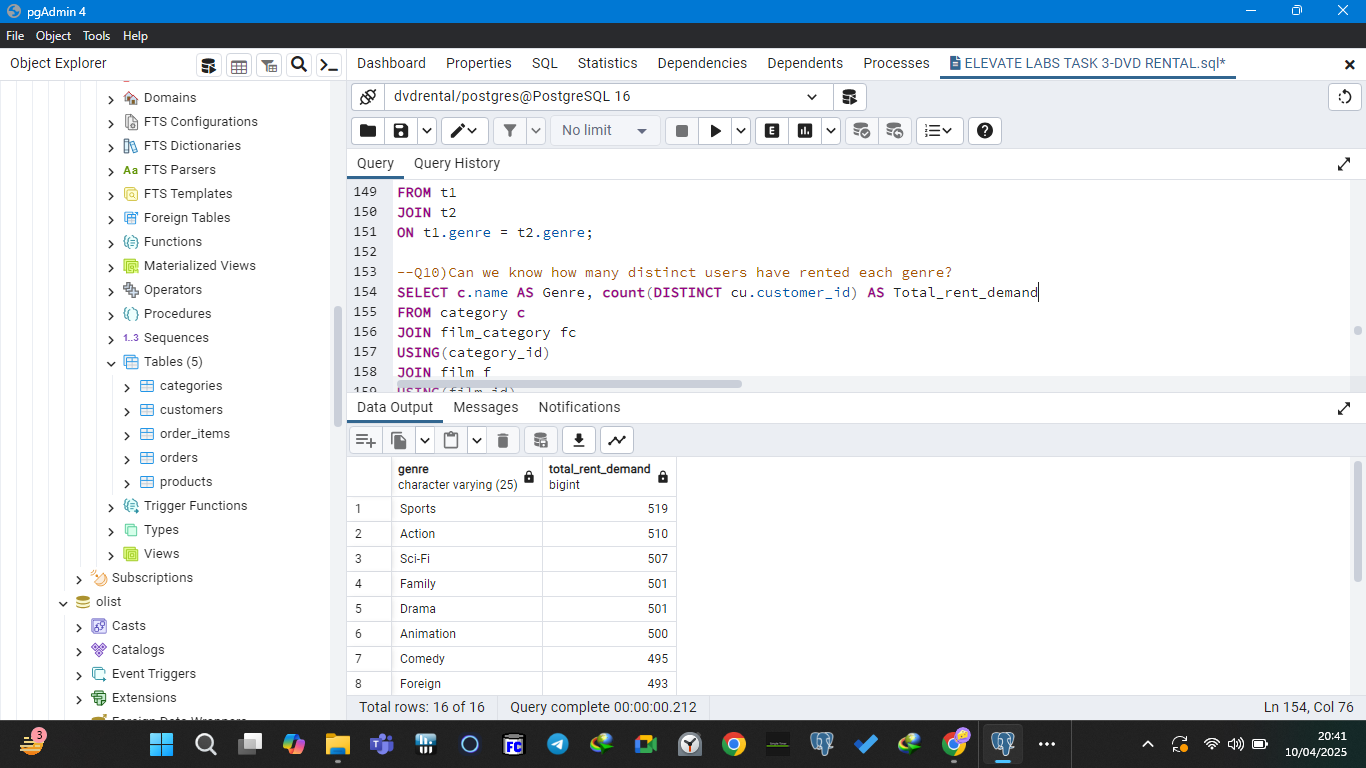 pgAdmin 4
File Object Tools Help
Object Explorer
Dashboard Properties SQL Statistics Dependencies Dependents Processes ELEVATE LABS TASK 3-DVD RENTAL.sql*
dvdrental/postgres@PostgreSQL 16
No limit
E
Query Query History
149 FROM t1
150 JOIN t2
151 ON t1.genre = t2.genre;
152
153 --Q10)Can we know how many distinct users have rented each genre?
154 SELECT c.name AS Genre, count(DISTINCT cu.customer_id) AS Total_rent_demand
155 FROM category c
156 JOIN film_category fc
157 USING(category_id)
158 JOIN film f
159 USING(film_id)
Domains
FTS Configurations
FTS Dictionaries
Aa FTS Parsers
FTS Templates
Foreign Tables
Functions
Materialized Views
Operators
Procedures
1..3 Sequences
Tables (5)
categories
customers
order_items
orders
products
Trigger Functions
Types
Views
Subscriptions
olist
Casts
Catalogs
Event Triggers
Extensions
Foreign Data Wrappers
Data Output Messages Notifications
genre
character varying (25)
total_rent_demand
bigint
1 Sports 519
2 Action 510
3 Sci-Fi 507
4 Family 501
5 Drama 501
6 Animation 500
7 Comedy 495
8 Foreign 493
Total rows: 16 of 16 Query complete 00:00:00.212 Ln 154, Col 76
3
FC
20:41
10/04/2025